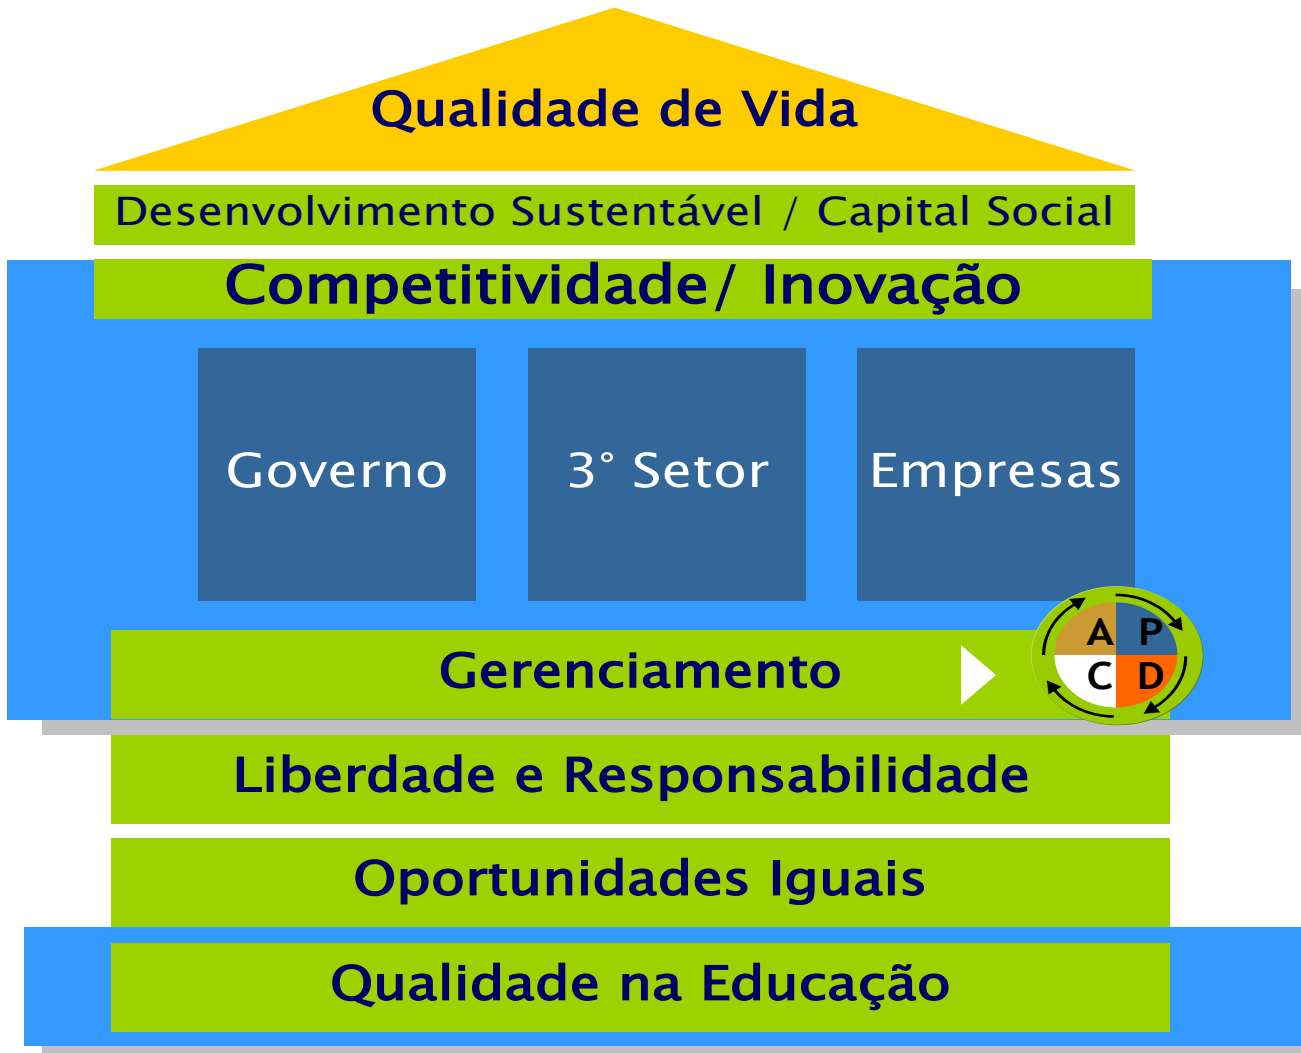 Qualidade de Vida
Desenvolvimento Sustentável / Capital Social
Competitividade/ Inovação
Governo
3° Setor
Empresas
Gerenciamento
A P
C D
Liberdade e Responsabilidade
Oportunidades Iguais
Qualidade na Educação